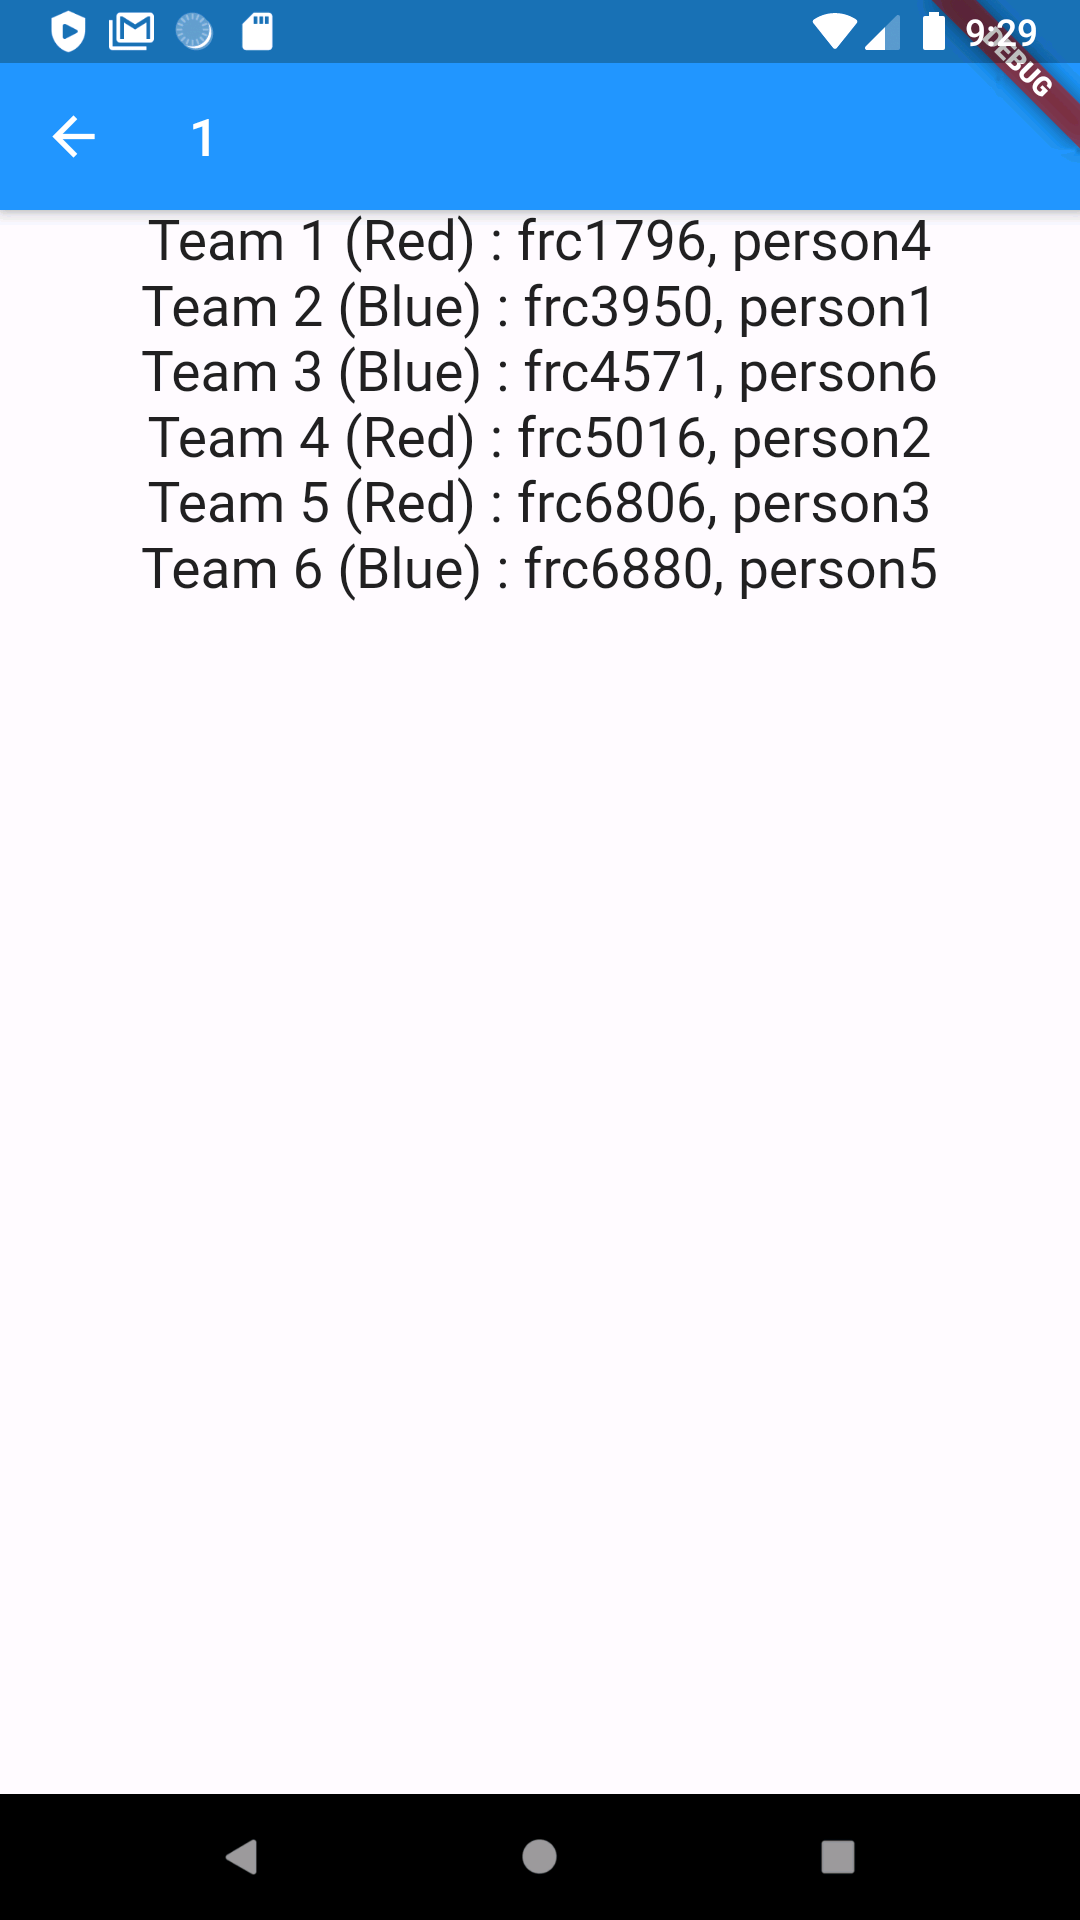 9:29
DEBUG
1
Team 1 (Red) : frc1796, person4
Team 2 (Blue) : frc3950, person1
Team 3 (Blue) : frc4571, person6
Team 4 (Red) : frc5016, person2
Team 5 (Red) : frc6806, person3
Team 6 (Blue) : frc6880, person5